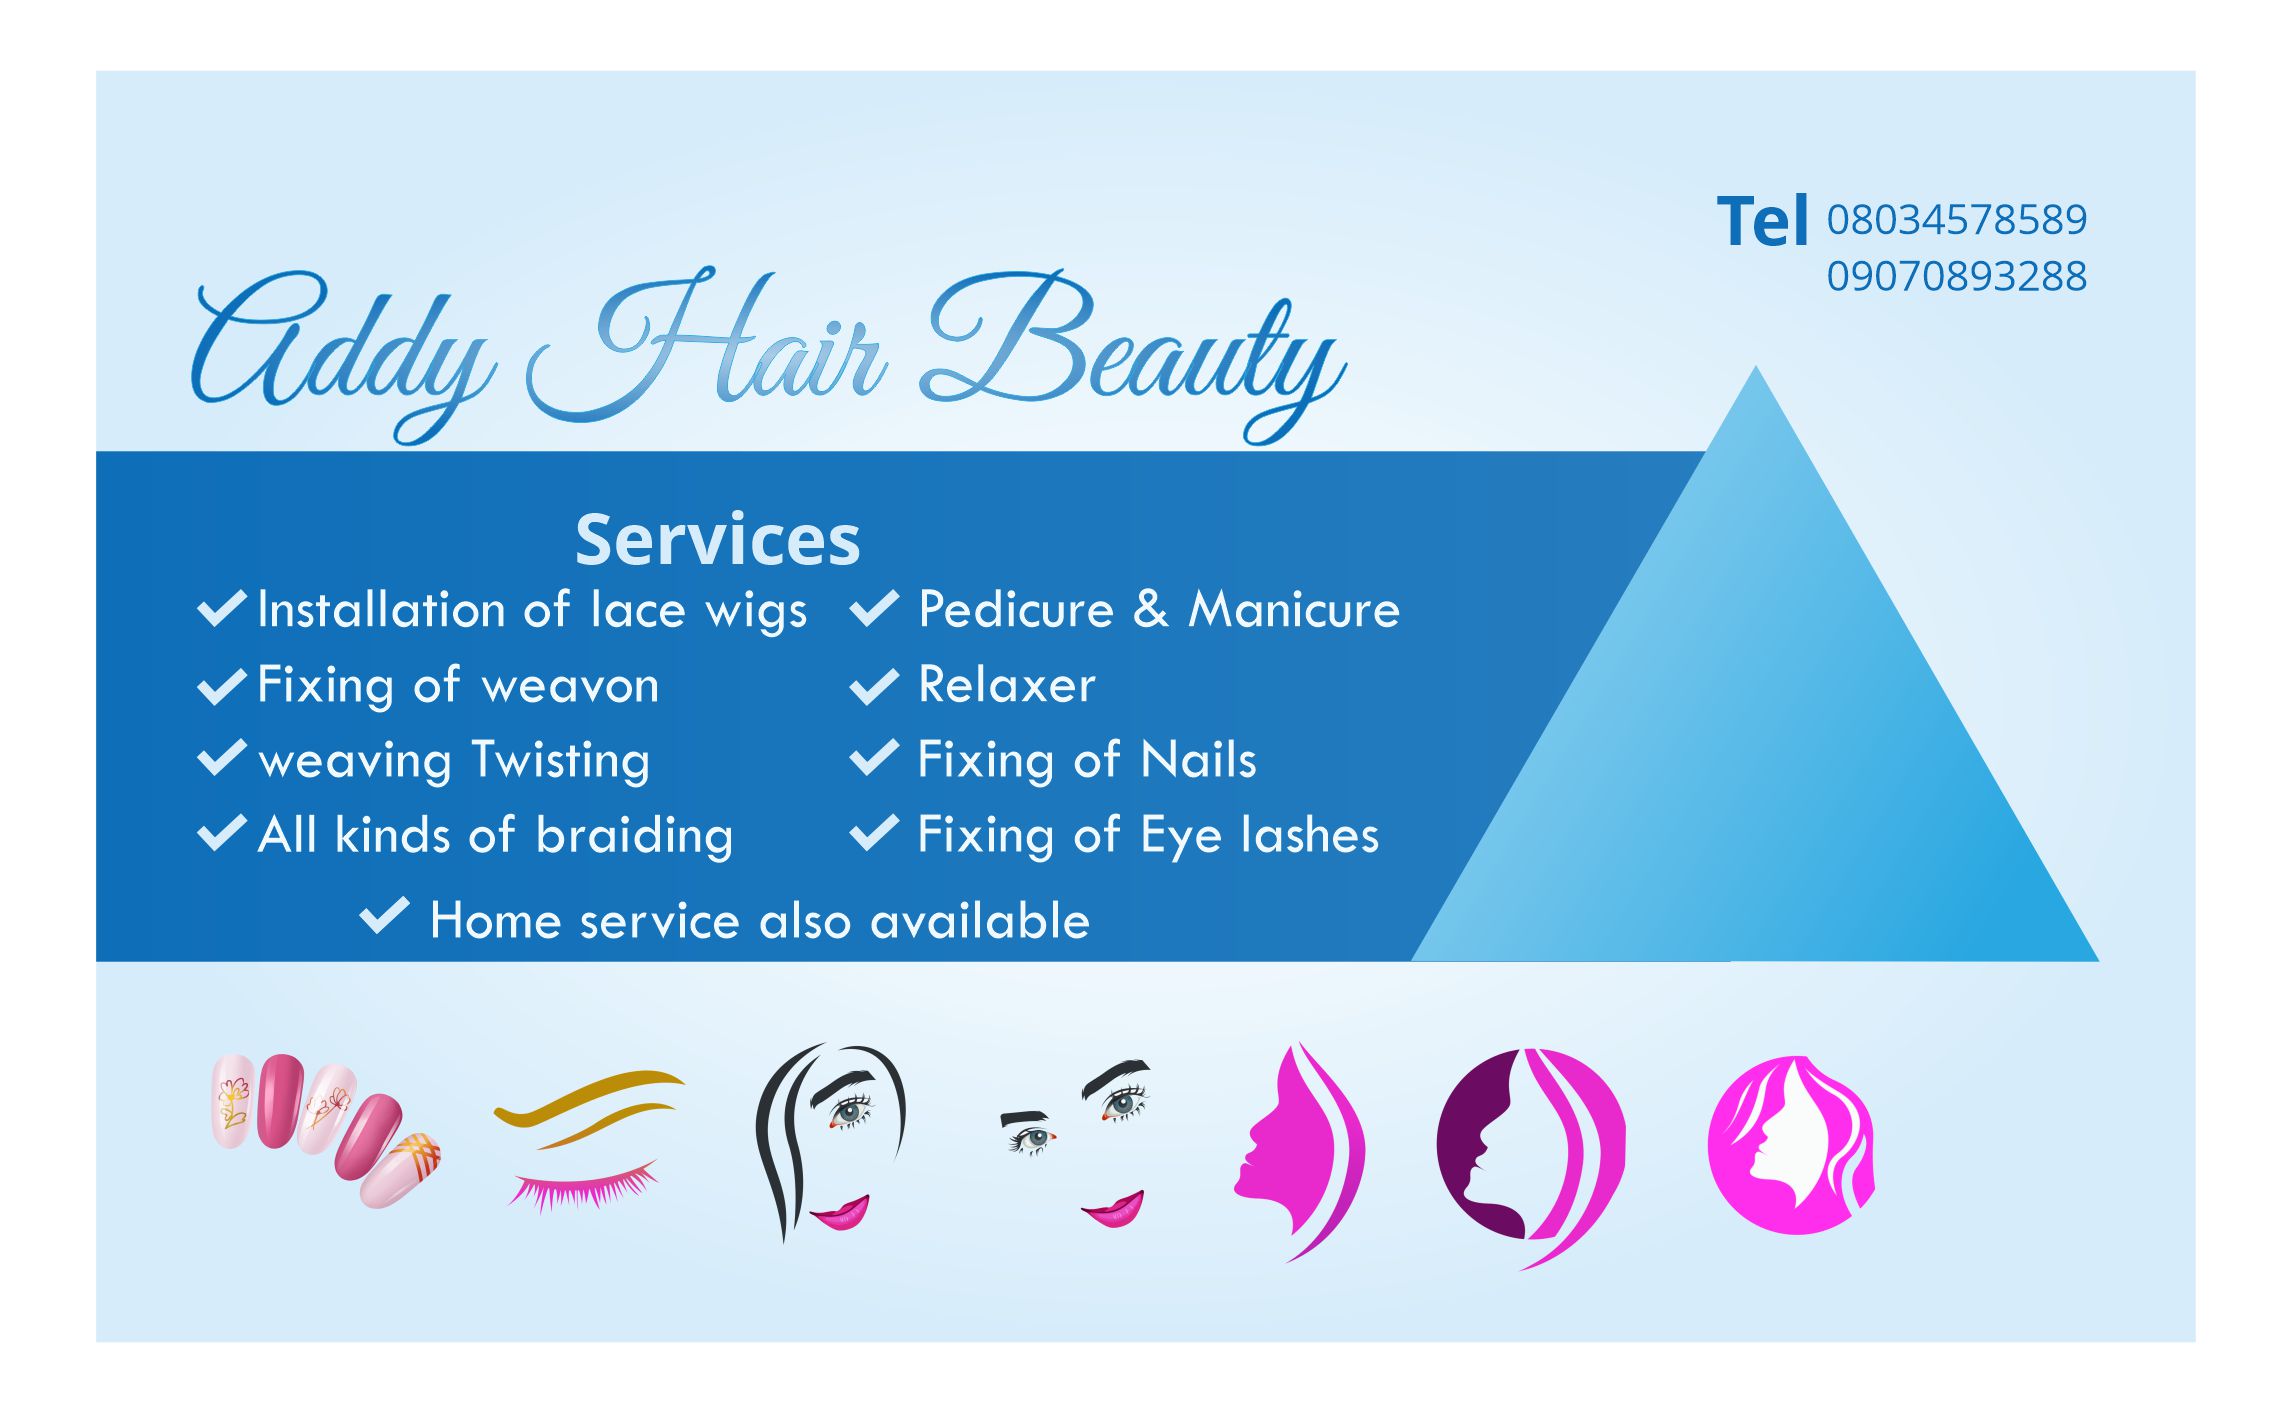 Tel 08034578589
09070893288
Addy Hair Beauty
Services
Installation of lace wigs
Fixing of weavon
weaving Twisting
All kinds of braiding
Pedicure & Manicure
Relaxer
Fixing of Nails
Fixing of Eye lashes
Home service also available